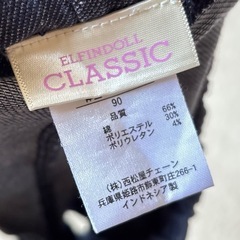 ELFINDOLL
CLASSIC
90
品質
綿 66%
ポリエステル 30%
ポリウレタン 4%
(株)西松屋チェーン
兵庫県姫路市飾東町庄266-1
インドネシア製